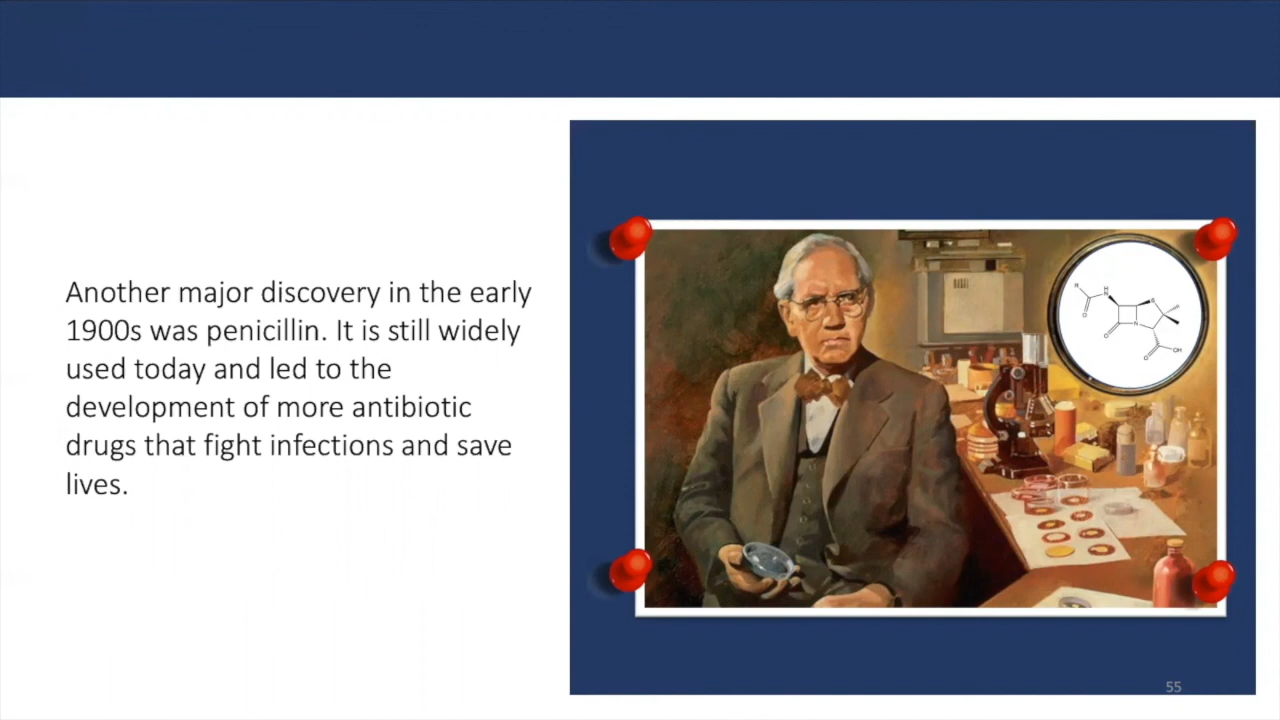 Another major discovery in the early
1900s was penicillin. It is still widely
used today and led to the
development of more antibiotic
drugs that fight infections and save
lives.
R
H
N
S
O
N
O
O
OH
55